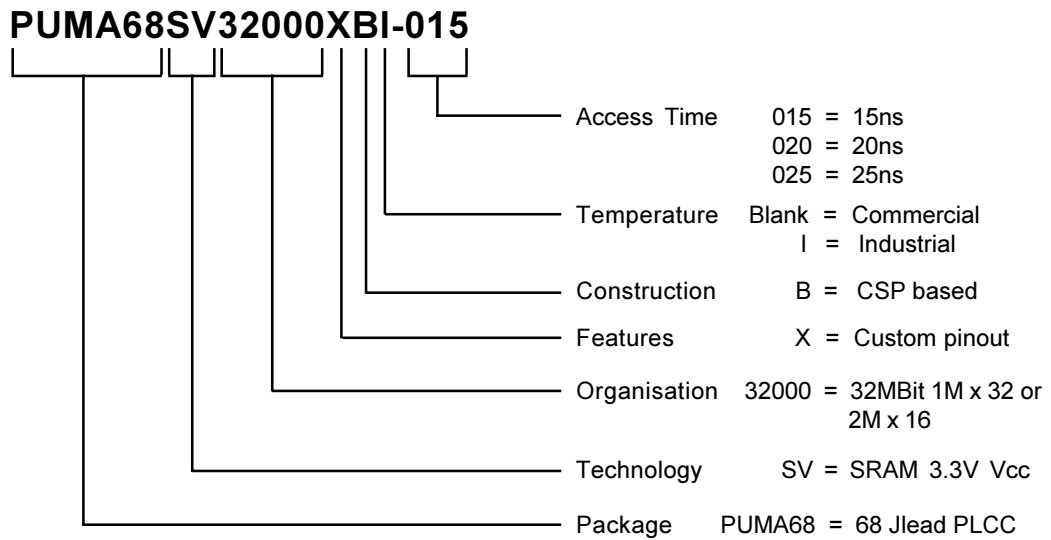 PUMA68SV32000XBI-015
Access Time 015 = 15ns
020 = 20ns
025 = 25ns
Temperature Blank = Commercial
I = Industrial
Construction B = CSP based
Features X = Custom pinout
Organisation 32000 = 32MBit 1M x 32 or
2M x 16
Technology SV = SRAM 3.3V Vcc
Package PUMA68 = 68 Jlead PLCC